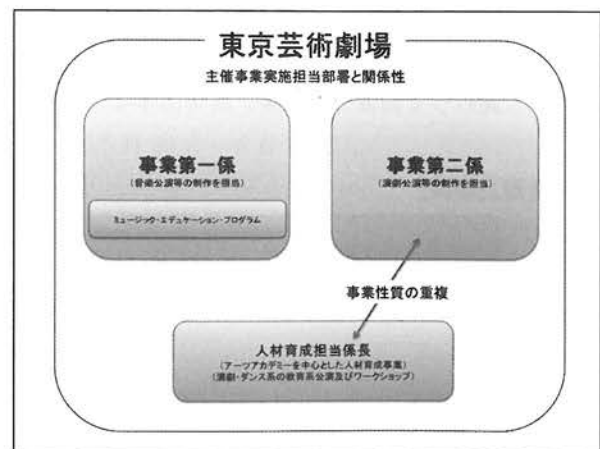 東京芸術劇場
主催事業実施担当部署と関係性
事業第一係
(音楽公演等の制作を担当)
ミュージック・エデュケーション・プログラム
事業第二係
(演劇公演等の制作を担当)
事業性質の重複
人材育成担当係長
(アーツアカデミーを中心とした人材育成事業)
(演劇・ダンス系の教育系公演及びワークショップ)